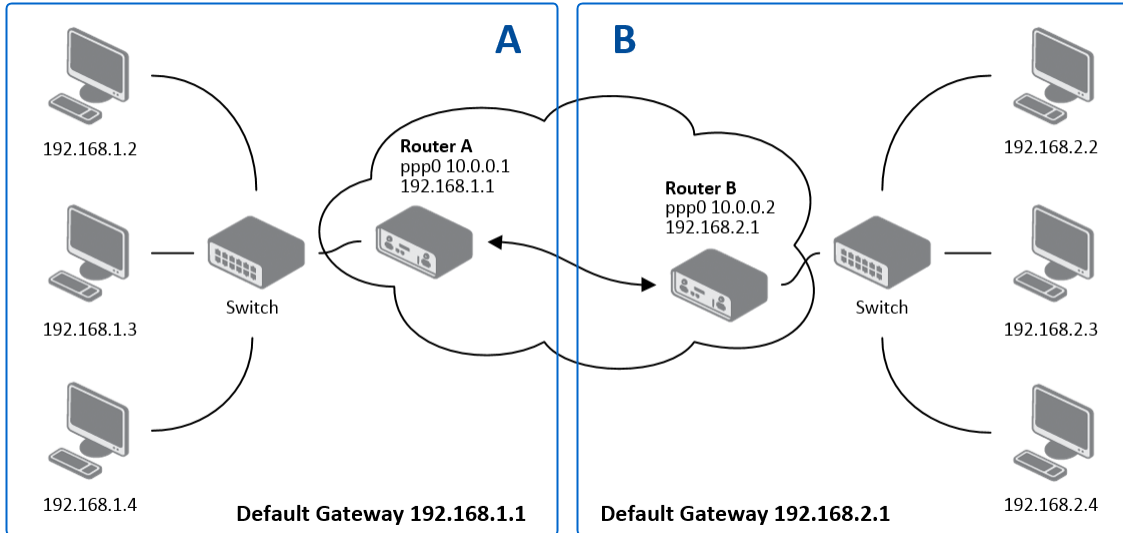 A
B
192.168.1.2
Router A
ppp0 10.0.0.1
192.168.1.1
192.168.2.2
Router B
ppp0 10.0.0.2
192.168.2.1
Switch
192.168.1.3
Switch
192.168.2.3
192.168.1.4
Default Gateway 192.168.1.1
Default Gateway 192.168.2.1
192.168.2.4